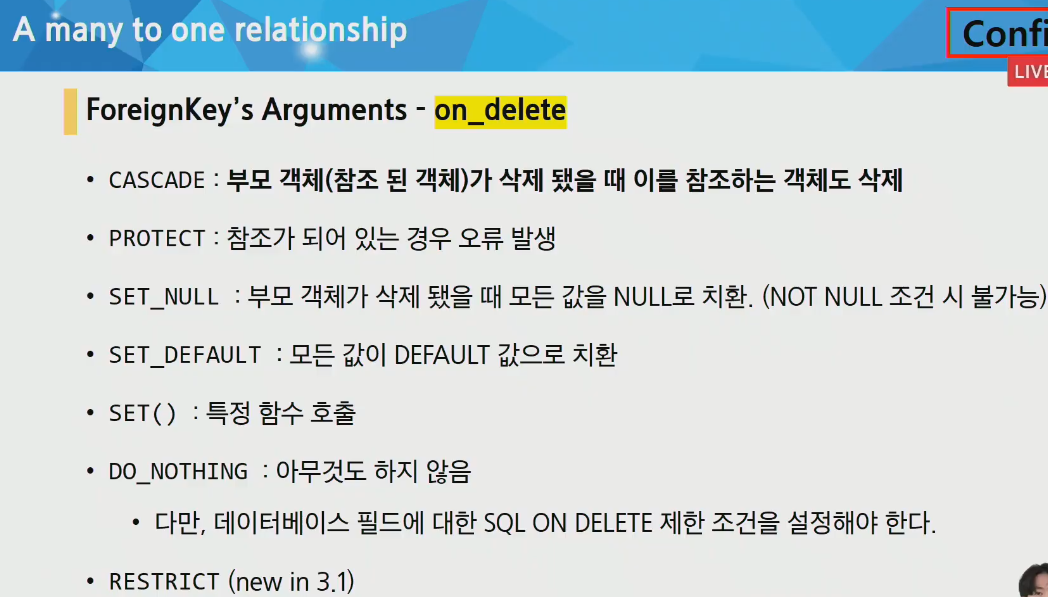 A many to one relationship
Confi
LIVE
ForeignKey's Arguments - on_delete
• CASCADE : 부모 객체(참조 된 객체)가 삭제 됐을 때 이를 참조하는 객체도 삭제
• PROTECT : 참조가 되어 있는 경우 오류 발생
• SET_NULL : 부모 객체가 삭제 됐을 때 모든 값을 NULL로 치환. (NOT NULL 조건 시 불가능)
• SET_DEFAULT : 모든 값이 DEFAULT 값으로 치환
• SET() : 특정 함수 호출
• DO_NOTHING : 아무것도 하지 않음
• 다만, 데이터베이스 필드에 대한 SQL ON DELETE 제한 조건을 설정해야 한다.
• RESTRICT (new in 3.1)